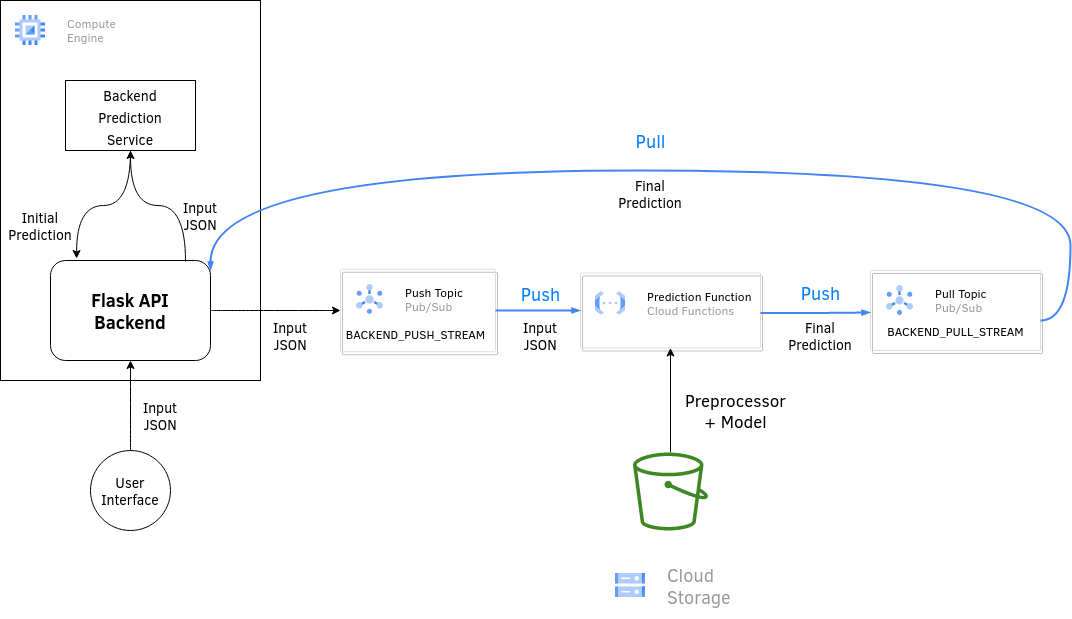 Compute
Engine
Backend
Prediction
Service
Initial
Prediction
Input
JSON
Flask API
Backend
Input
JSON
User
Interface
Input
JSON
Push Topic
Pub/Sub
BACKEND_PUSH_STREAM
Push
Input
JSON
Prediction Function
Cloud Functions
Push
Final
Prediction
Pull Topic
Pub/Sub
BACKEND_PULL_STREAM
Pull
Final
Prediction
Preprocessor
+ Model
Cloud
Storage